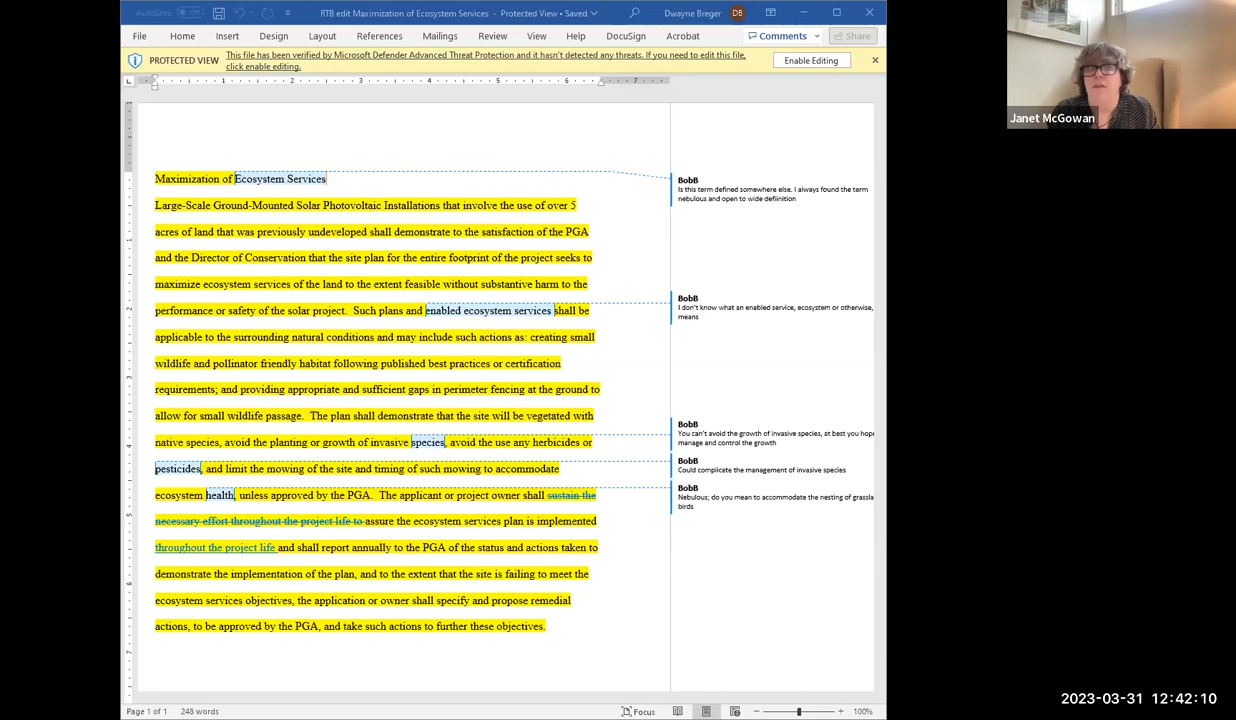 AutoSave Off
RTB edit Maximization of Ecosystem Services - Protected View • Saved
Dwayne Breger DB
File Home Insert Design Layout References Mailings Review View Help DocuSign Acrobat Comments Share
PROTECTED VIEW This file has been verified by Microsoft Defender Advanced Threat Protection and it hasn't detected any threats. If you need to edit this file,
click enable editing.
Enable Editing
1 2 3 4 5 6 7
Maximization of Ecosystem Services
Large-Scale Ground-Mounted Solar Photovoltaic Installations that involve the use of over 5
acres of land that was previously undeveloped shall demonstrate to the satisfaction of the PGA
and the Director of Conservation that the site plan for the entire footprint of the project seeks to
maximize ecosystem services of the land to the extent feasible without substantive harm to the
performance or safety of the solar project. Such plans and enabled ecosystem services shall be
applicable to the surrounding natural conditions and may include such actions as: creating small
wildlife and pollinator friendly habitat following published best practices or certification
requirements; and providing appropriate and sufficient gaps in perimeter fencing at the ground to
allow for small wildlife passage. The plan shall demonstrate that the site will be vegetated with
native species, avoid the planting or growth of invasive species, avoid the use any herbicides or
pesticides, and limit the mowing of the site and timing of such mowing to accommodate
ecosystem health, unless approved by the PGA. The applicant or project owner shall sustain the
necessary effort throughout the project life to assure the ecosystem services plan is implemented
throughout the project life and shall report annually to the PGA of the status and actions taken to
demonstrate the implementation of the plan, and to the extent that the site is failing to meet the
ecosystem services objectives, the application or owner shall specify and propose remedial
actions, to be approved by the PGA, and take such actions to further these objectives.
BobB
Is this term defined somewhere else. I always found the term
nebulous and open to wide defiinition
BobB
I don't know what an enabled service, ecosystem or otherwise,
means
BobB
You can't avoid the growth of invasive species, at best you hope
manage and control the growth
BobB
Could complicate the management of invasive species
BobB
Nebulous; do you mean to accommodate the nesting of grassla
birds
Page 1 of 1 248 words
Focus
100%
Janet McGowan
2023-03-31 12:42:10